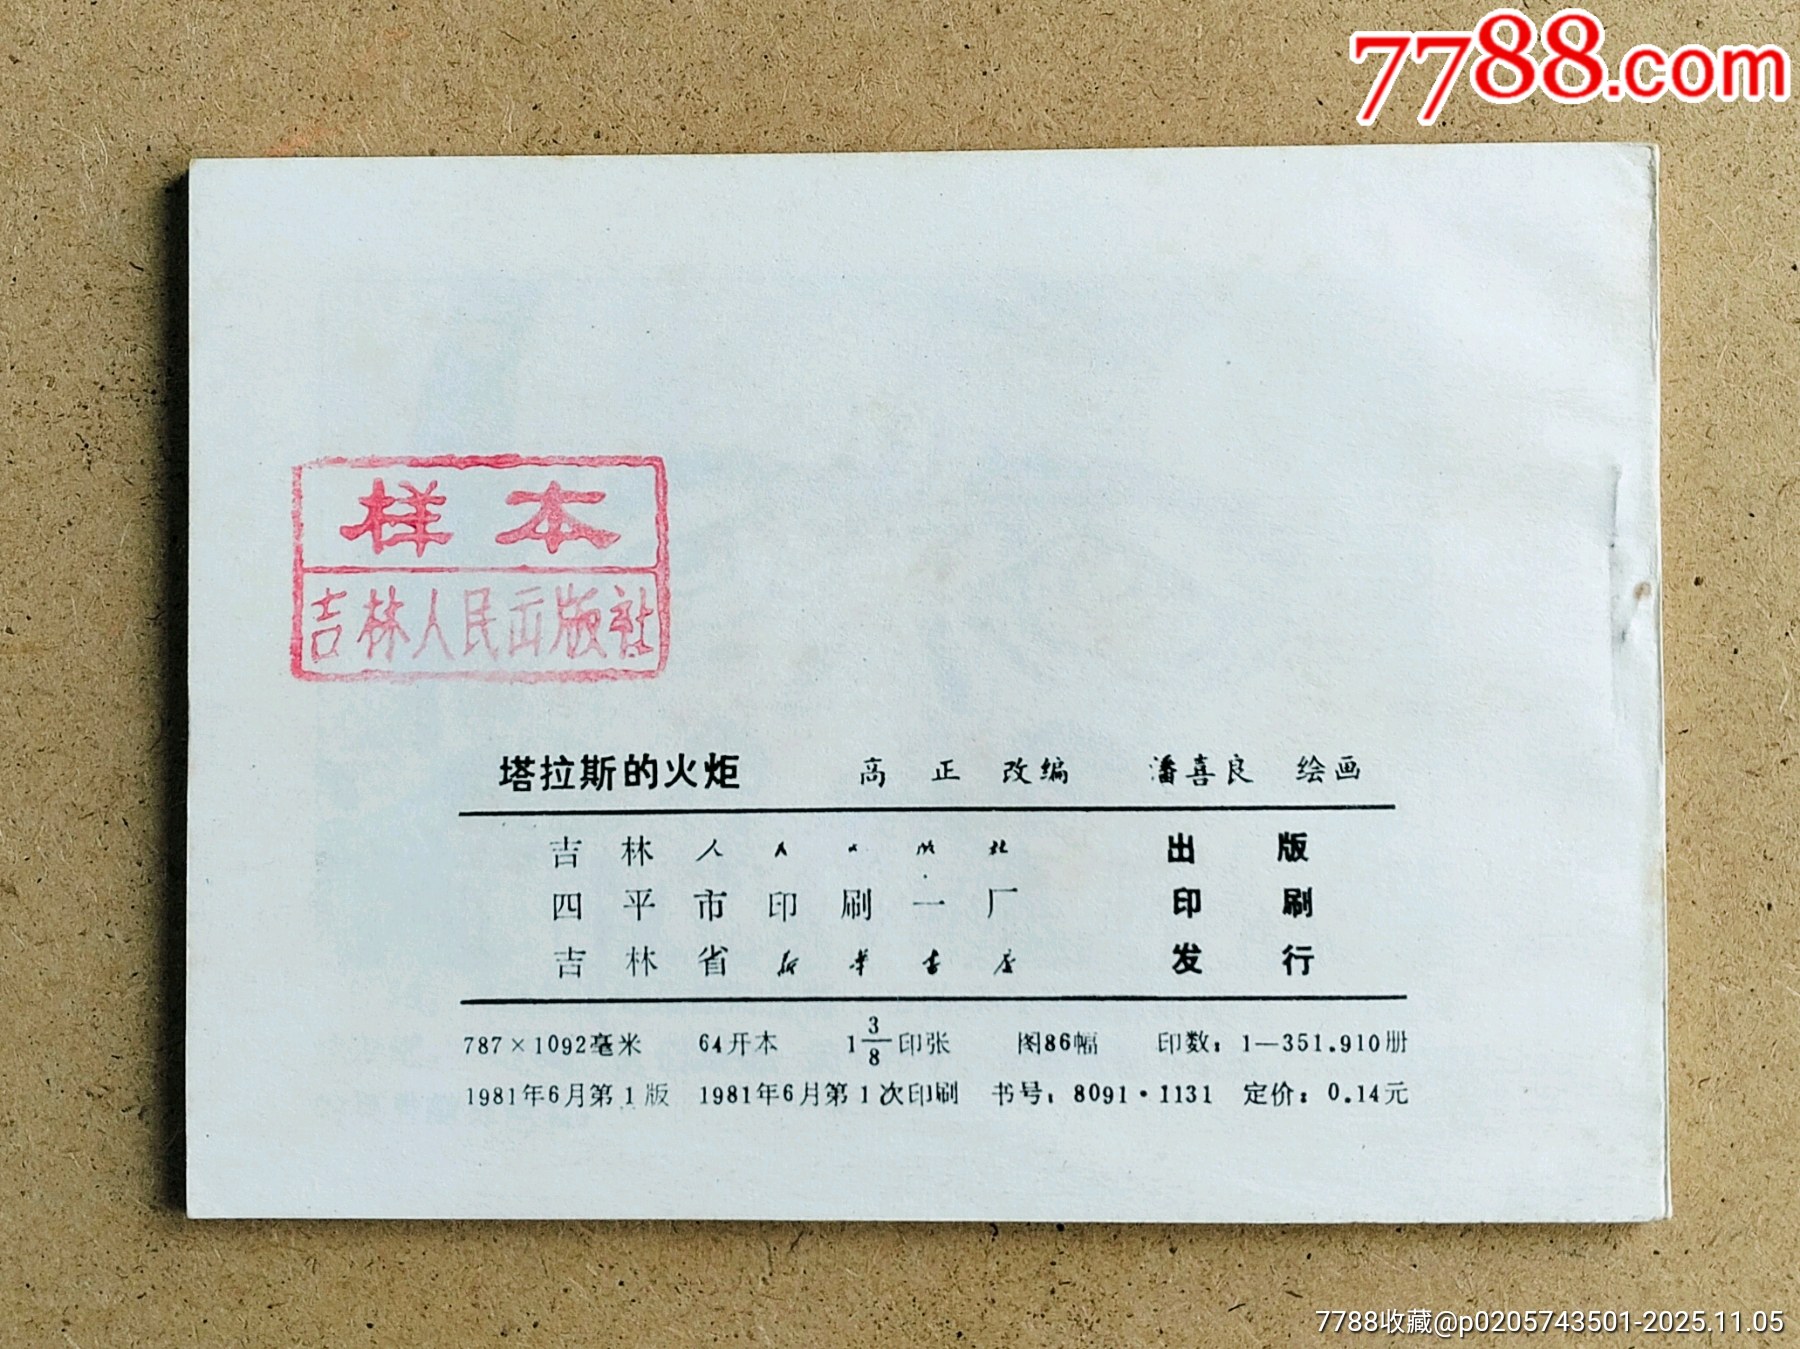 7788.com
样本
吉林人民出版社
塔拉斯的火炬 高正 改编 潘喜良 绘画
吉林人民出版社 出版
四平市印刷一厂 印刷
吉林省新华书店 发行
787×1092毫米 64开本 1 3/8印张 图86幅 印数:1—351.910册
1981年6月第1版 1981年6月第1次印刷 书号:8091·1131 定价:0.14元
7788收藏@p0205743501-2025.11.05